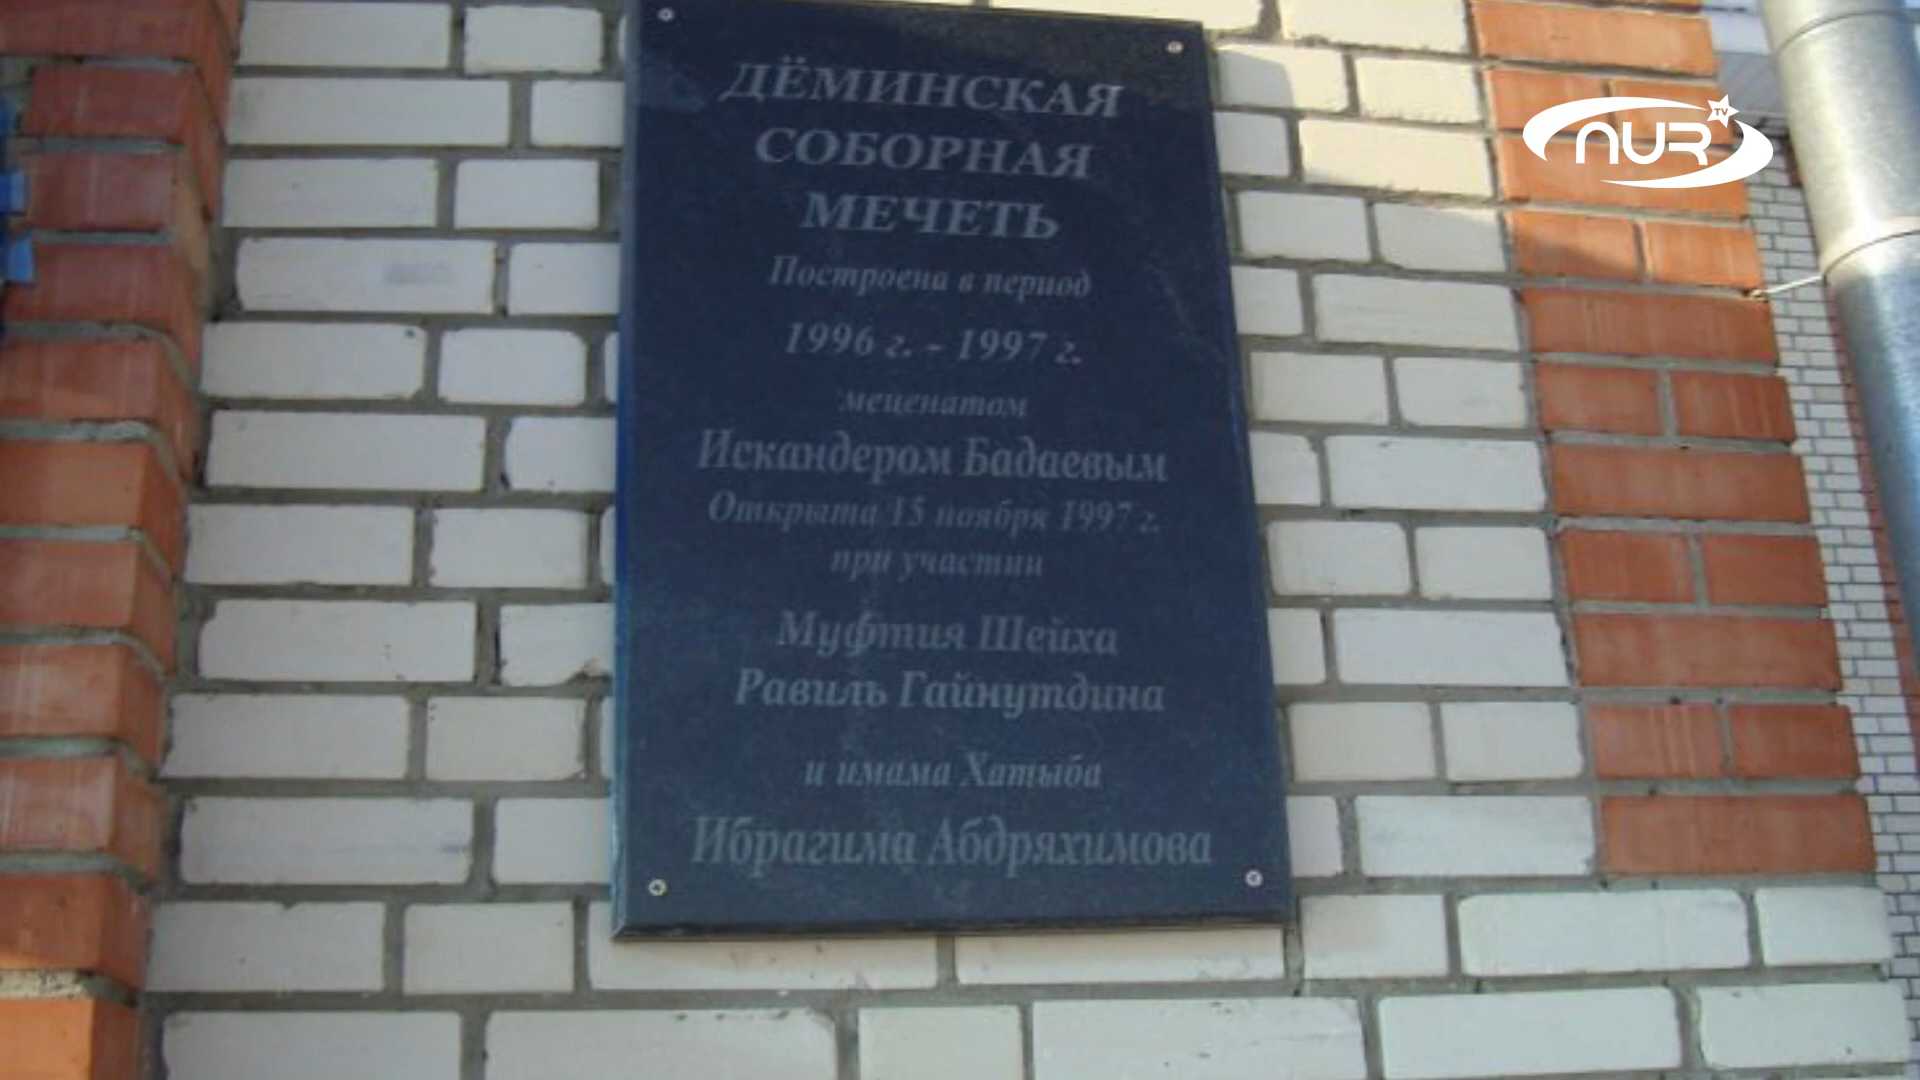 ДЁМИНСКАЯ
СОБОРНАЯ
МЕЧЕТЬ
Построена в период
1996 г. - 1997 г.
меценатом
Искандером Бадаевым
Открыта 15 ноября 1997 г.
при участии
Муфтия Шейха
Равиль Гайнутдина
и имама Хатыба
Ибрагима Абдряхимова
NUR TV